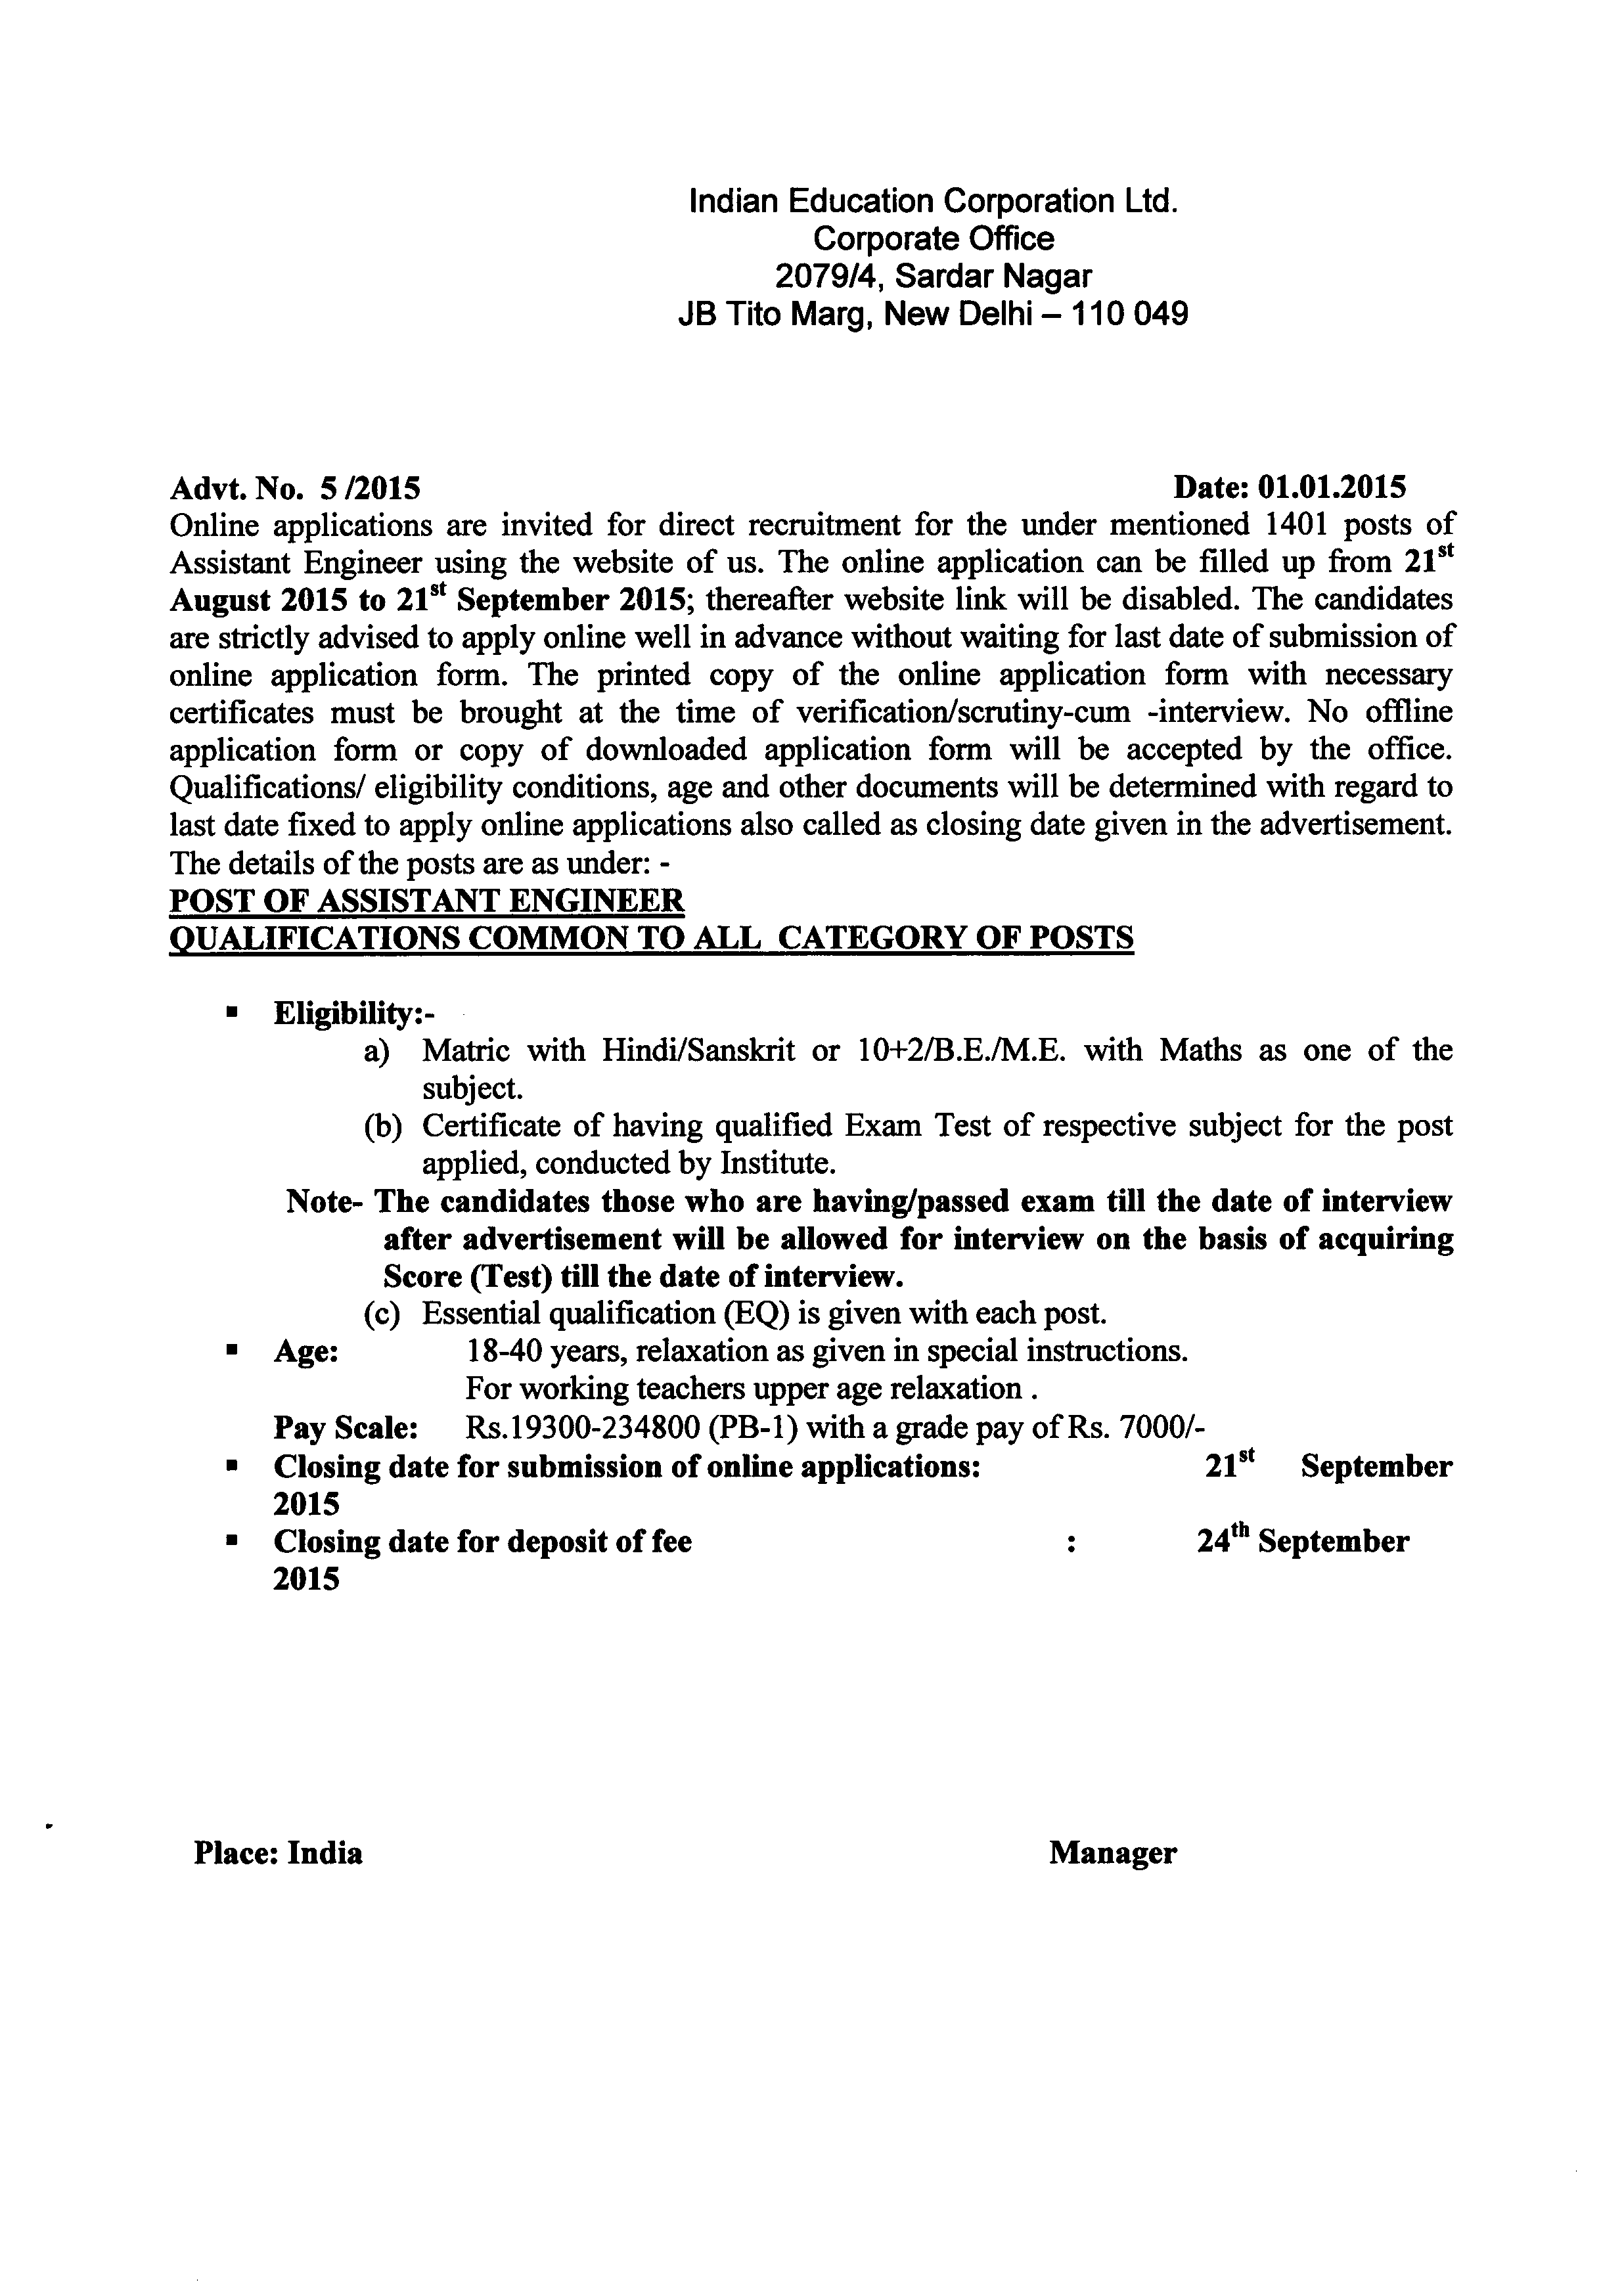 Indian Education Corporation Ltd.
Corporate Office
2079/4, Sardar Nagar
JB Tito Marg, New Delhi – 110 049
Advt. No. 5 /2015 Date: 01.01.2015
Online applications are invited for direct recruitment for the under mentioned 1401 posts of
Assistant Engineer using the website of us. The online application can be filled up from 21st
August 2015 to 21st September 2015; thereafter website link will be disabled. The candidates
are strictly advised to apply online well in advance without waiting for last date of submission of
online application form. The printed copy of the online application form with necessary
certificates must be brought at the time of verification/scrutiny-cum -interview. No offline
application form or copy of downloaded application form will be accepted by the office.
Qualifications/ eligibility conditions, age and other documents will be determined with regard to
last date fixed to apply online applications also called as closing date given in the advertisement.
The details of the posts are as under: -
POST OF ASSISTANT ENGINEER
QUALIFICATIONS COMMON TO ALL CATEGORY OF POSTS
▪ Eligibility:-
a) Matric with Hindi/Sanskrit or 10+2/B.E./M.E. with Maths as one of the
subject.
(b) Certificate of having qualified Exam Test of respective subject for the post
applied, conducted by Institute.
Note- The candidates those who are having/passed exam till the date of interview
after advertisement will be allowed for interview on the basis of acquiring
Score (Test) till the date of interview.
(c) Essential qualification (EQ) is given with each post.
▪ Age: 18-40 years, relaxation as given in special instructions.
For working teachers upper age relaxation .
Pay Scale: Rs.19300-234800 (PB-1) with a grade pay of Rs. 7000/-
▪ Closing date for submission of online applications: 21st September
2015
▪ Closing date for deposit of fee : 24th September
2015
Place: India Manager